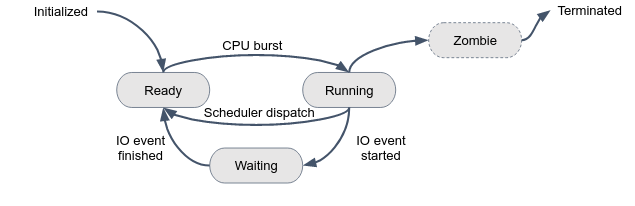 Initialized
Terminated
CPU burst
Zombie
Ready
Running
Scheduler dispatch
IO event
finished
IO event
started
Waiting